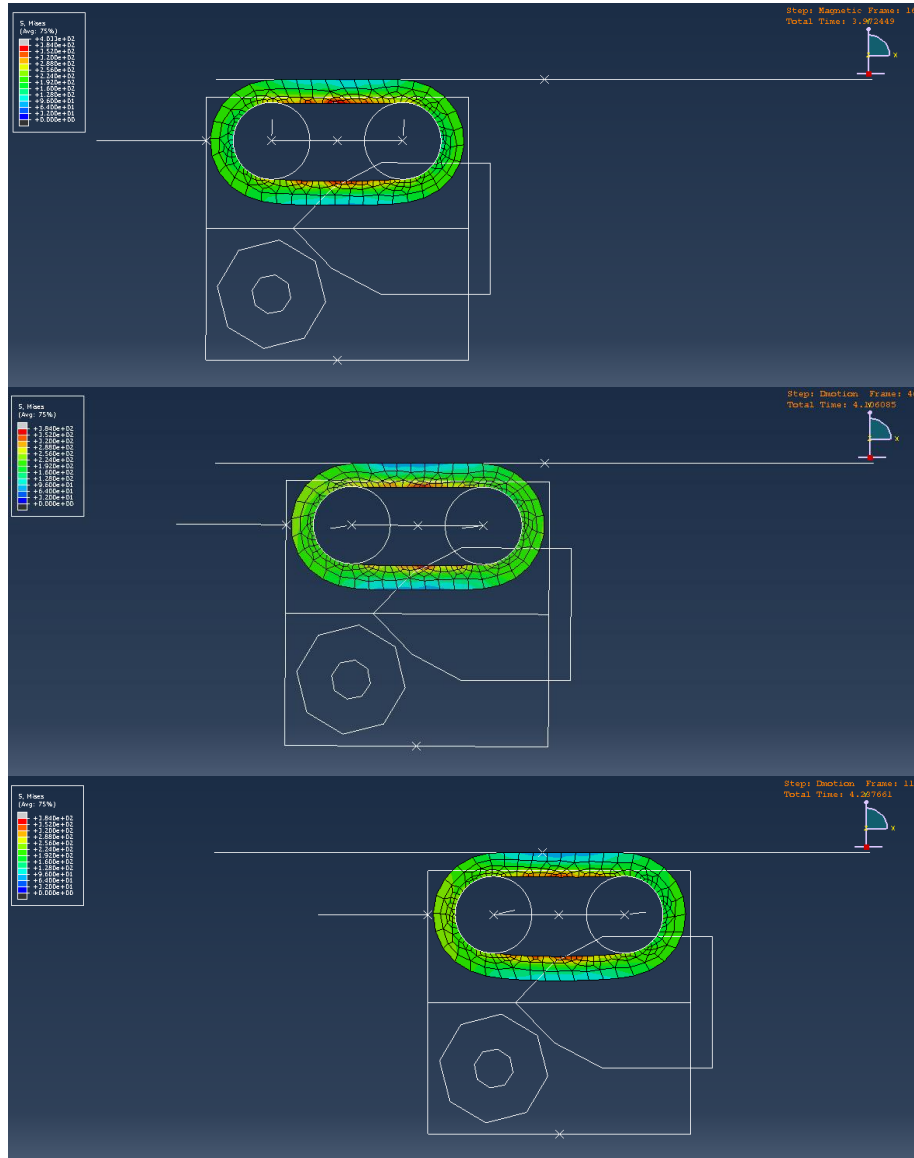 S, Mises
(Avg: 75%)
+4.033e+02
+3.840e+02
+3.520e+02
+3.200e+02
+2.880e+02
+2.560e+02
+2.240e+02
+1.920e+02
+1.600e+02
+1.280e+02
+9.600e+01
+6.400e+01
+3.200e+01
+0.000e+00
Step: Magnetic Frame:
Total Time: 3.972449
x
S, Mises
(Avg: 75%)
+3.840e+02
+3.520e+02
+3.200e+02
+2.880e+02
+2.560e+02
+2.240e+02
+1.920e+02
+1.600e+02
+1.280e+02
+9.600e+01
+6.400e+01
+3.200e+01
+0.000e+00
Step: Dmotion Frame:
Total Time:
x
S, Mises
(Avg: 75%)
+3.840e+02
+3.520e+02
+3.200e+02
+2.880e+02
+2.560e+02
+2.240e+02
+1.920e+02
+1.600e+02
+1.280e+02
+9.600e+01
+6.400e+01
+3.200e+01
+0.000e+00
Step: Dmotion Frame:
Total Time:
x